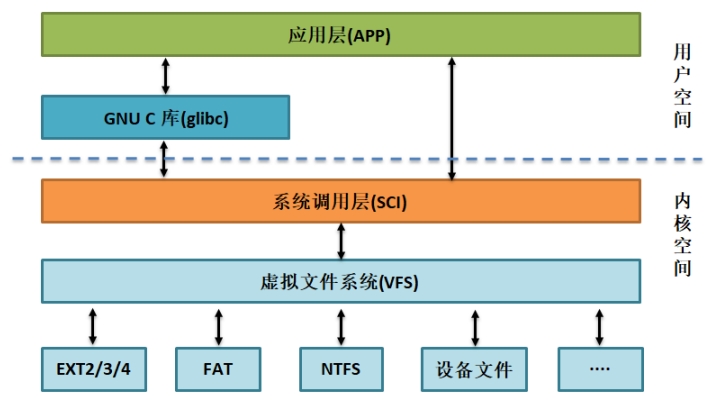 应用层(APP)
用户空间
GNU C 库(glibc)
系统调用层(SCI)
内核空间
虚拟文件系统(VFS)
EXT2/3/4
FAT
NTFS
设备文件
....